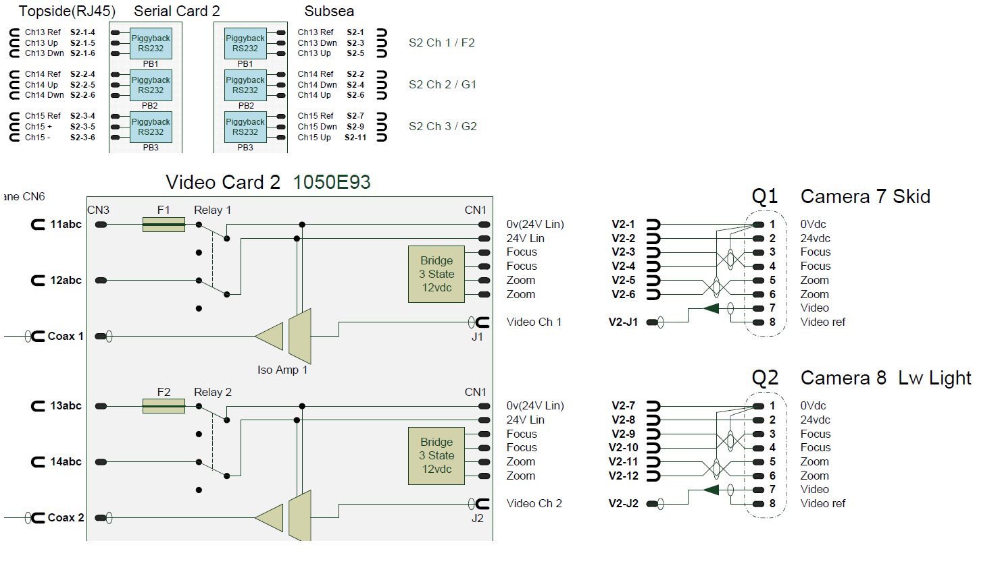 Topside(RJ45) Serial Card 2 Subsea
Ch13 Ref S2-1-4 Ch13 Ref S2-1
Ch13 Up S2-1-5 Piggyback RS232 Piggyback RS232 Ch13 Dwn S2-3 S2 Ch 1 / F2
Ch13 Dwn S2-1-6 Ch13 Up S2-5
PB1 PB1
Ch14 Ref S2-2-4 Ch14 Ref S2-2
Ch14 Up S2-2-5 Piggyback RS232 Piggyback RS232 Ch14 Dwn S2-4 S2 Ch 2 / G1
Ch14 Dwn S2-2-6 Ch14 Up S2-6
PB2 PB2
Ch15 Ref S2-3-4 Ch15 Ref S2-7
Ch15 + S2-3-5 Piggyback RS232 Piggyback RS232 Ch15 Dwn S2-9 S2 Ch 3 / G2
Ch15 - S2-3-6 Ch15 Up S2-11
PB3 PB3
Video Card 2 1050E93
ane CN6 Q1 Camera 7 Skid
CN3 F1 Relay 1 CN1
11abc 0v(24V Lin) V2-1 1 0Vdc
24V Lin V2-2 2 24vdc
Focus V2-3 3 Focus
Bridge 3 State 12vdc
Focus V2-4 4 Focus
12abc Zoom V2-5 5 Zoom
Zoom V2-6 6 Zoom
7 Video
Video Ch 1 V2-J1 8 Video ref
Coax 1 J1
Iso Amp 1
Q2 Camera 8 Lw Light
F2 Relay 2 CN1
13abc 0v(24V Lin) V2-7 1 0Vdc
24V Lin V2-8 2 24vdc
Focus V2-9 3 Focus
Bridge 3 State 12vdc
Focus V2-10 4 Focus
14abc Zoom V2-11 5 Zoom
Zoom V2-12 6 Zoom
7 Video
Video Ch 2 V2-J2 8 Video ref
Coax 2 J2